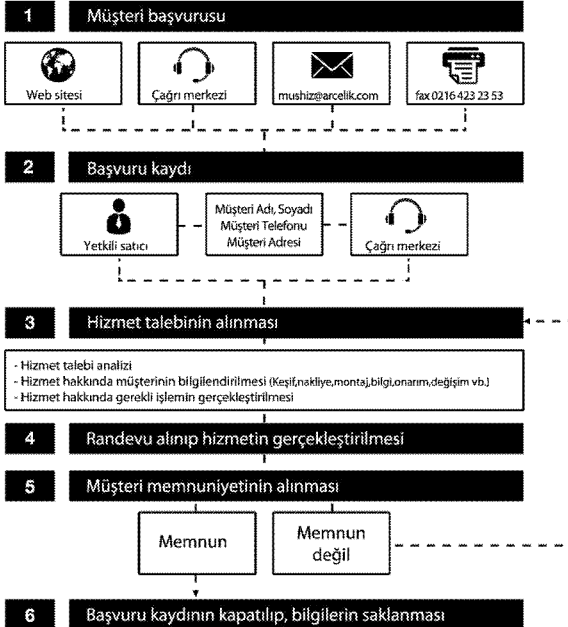 1 Müşteri başvurusu
Web sitesi
Çağrı merkezi
mushiz@arcelik.com
fax 0216 423 23 53
2 Başvuru kaydı
Yetkili satıcı
Müşteri Adı, Soyadı
Müşteri Telefonu
Müşteri Adresi
Çağrı merkezi
3 Hizmet talebinin alınması
- Hizmet talebi analizi
- Hizmet hakkında müşterinin bilgilendirilmesi (Keşif,nakliye,montaj,bilgi,onarım,değişim vb.)
- Hizmet hakkında gerekli işlemin gerçekleştirilmesi
4 Randevu alınıp hizmetin gerçekleştirilmesi
5 Müşteri memnuniyetinin alınması
Memnun
Memnun
değil
6 Başvuru kaydının kapatılıp, bilgilerin saklanması